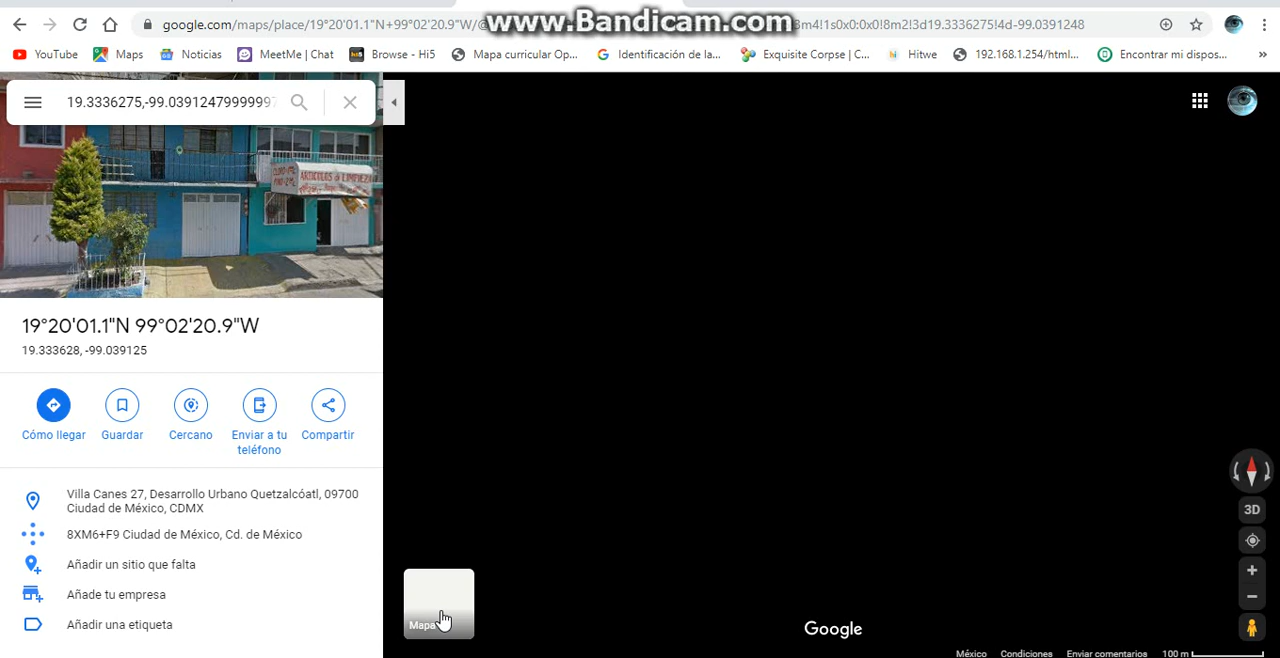 www.Bandicam.com
google.com/maps/place/19°20'01.1"N+99°02'20.9"W/@
3m4!1s0x0:0x0!8m2!3d19.3336275!4d-99.0391248
YouTube Maps Noticias MeetMe | Chat Browse - Hi5 Mapa curricular Op... Identificación de la... Exquisite Corpse | C... Hitwe 192.168.1.254/html... Encontrar mi dispos... »
19.3336275,-99.0391247999999
ARTICULOS DE LIMPIEZA
19°20'01.1"N 99°02'20.9"W
19.333628, -99.039125
Cómo llegar
Guardar
Cercano
Enviar a tu
teléfono
Compartir
Villa Canes 27, Desarrollo Urbano Quetzalcóatl, 09700
Ciudad de México, CDMX
8XM6+F9 Ciudad de México, Cd. de México
Añadir un sitio que falta
Añade tu empresa
Añadir una etiqueta
Mapa
3D
Google
México Condiciones Enviar comentarios 100 m